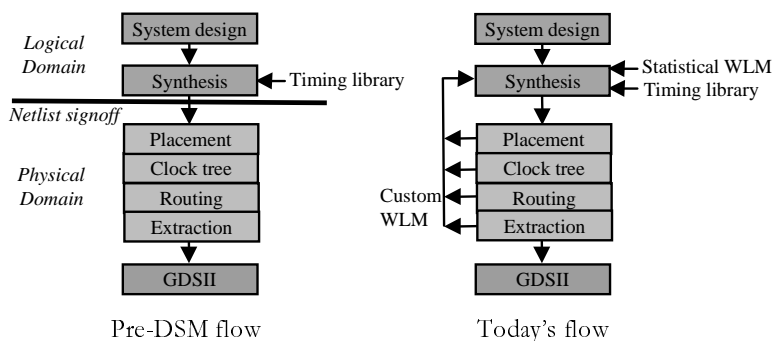 System design
Logical
Domain
Synthesis
Timing library
Netlist signoff
Placement
Clock tree
Physical
Domain
Routing
Extraction
GDSII
Pre-DSM flow
System design
Synthesis
Statistical WLM
Timing library
Placement
Clock tree
Custom
WLM
Routing
Extraction
GDSII
Today's flow